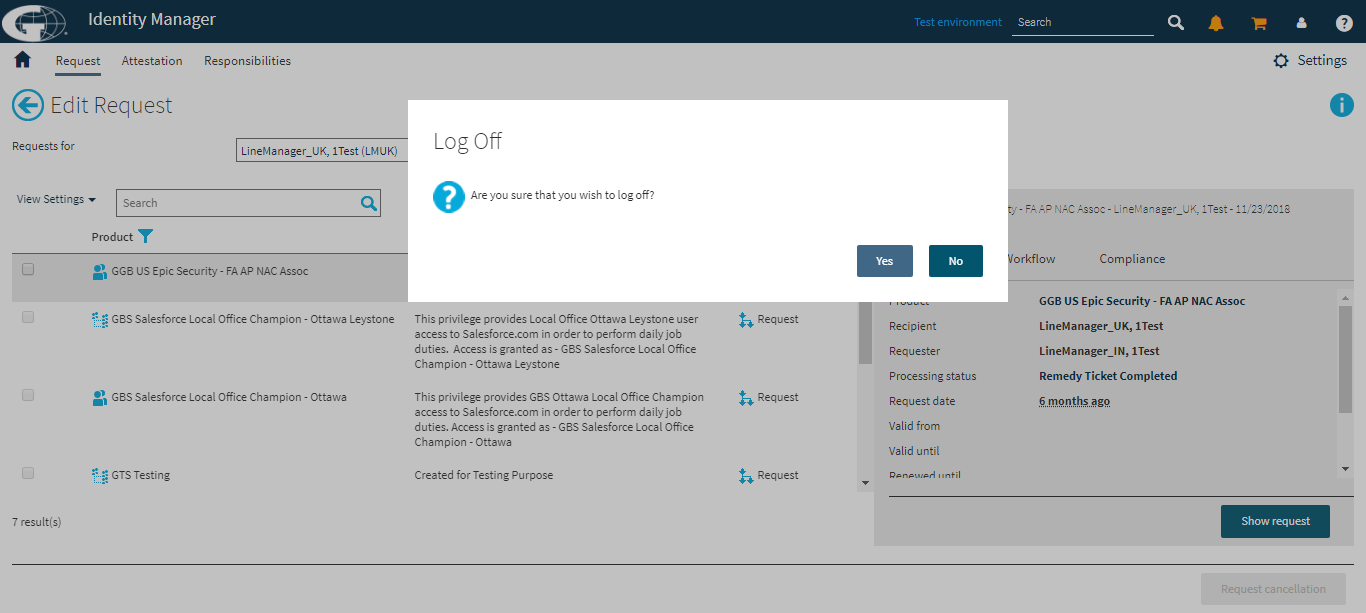 Identity Manager
Test environment
Search
Request
Attestation
Responsibilities
Settings
Edit Request
Requests for
LineManager_UK, 1Test (LMUK)
View Settings
Search
Product
GGB US Epic Security - FA AP NAC Assoc
GBS Salesforce Local Office Champion - Ottawa Leystone
This privilege provides Local Office Ottawa Leystone user
access to Salesforce.com in order to perform daily job
duties. Access is granted as - GBS Salesforce Local Office
Champion - Ottawa Leystone
Request
GBS Salesforce Local Office Champion - Ottawa
This privilege provides GBS Ottawa Local Office Champion
access to Salesforce.com in order to perform daily job
duties. Access is granted as - GBS Salesforce Local Office
Champion - Ottawa
Request
GTS Testing
Created for Testing Purpose
Request
7 result(s)
Log Off
Are you sure that you wish to log off?
Yes
No
ty - FA AP NAC Assoc - LineManager_UK, 1Test - 11/23/2018
Workflow
Compliance
Product
GGB US Epic Security - FA AP NAC Assoc
Recipient
LineManager_UK, 1Test
Requester
LineManager_IN, 1Test
Processing status
Remedy Ticket Completed
Request date
6 months ago
Valid from
Valid until
Renewed until
Show request
Request cancellation